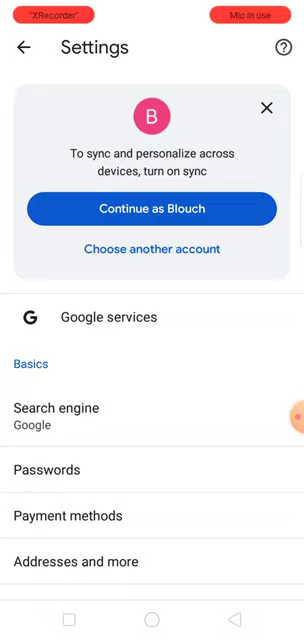 "XRecorder"
Mic in use
Settings
B
To sync and personalize across
devices, turn on sync
Continue as Blouch
Choose another account
G
Google services
Basics
Search engine
Google
Passwords
Payment methods
Addresses and more